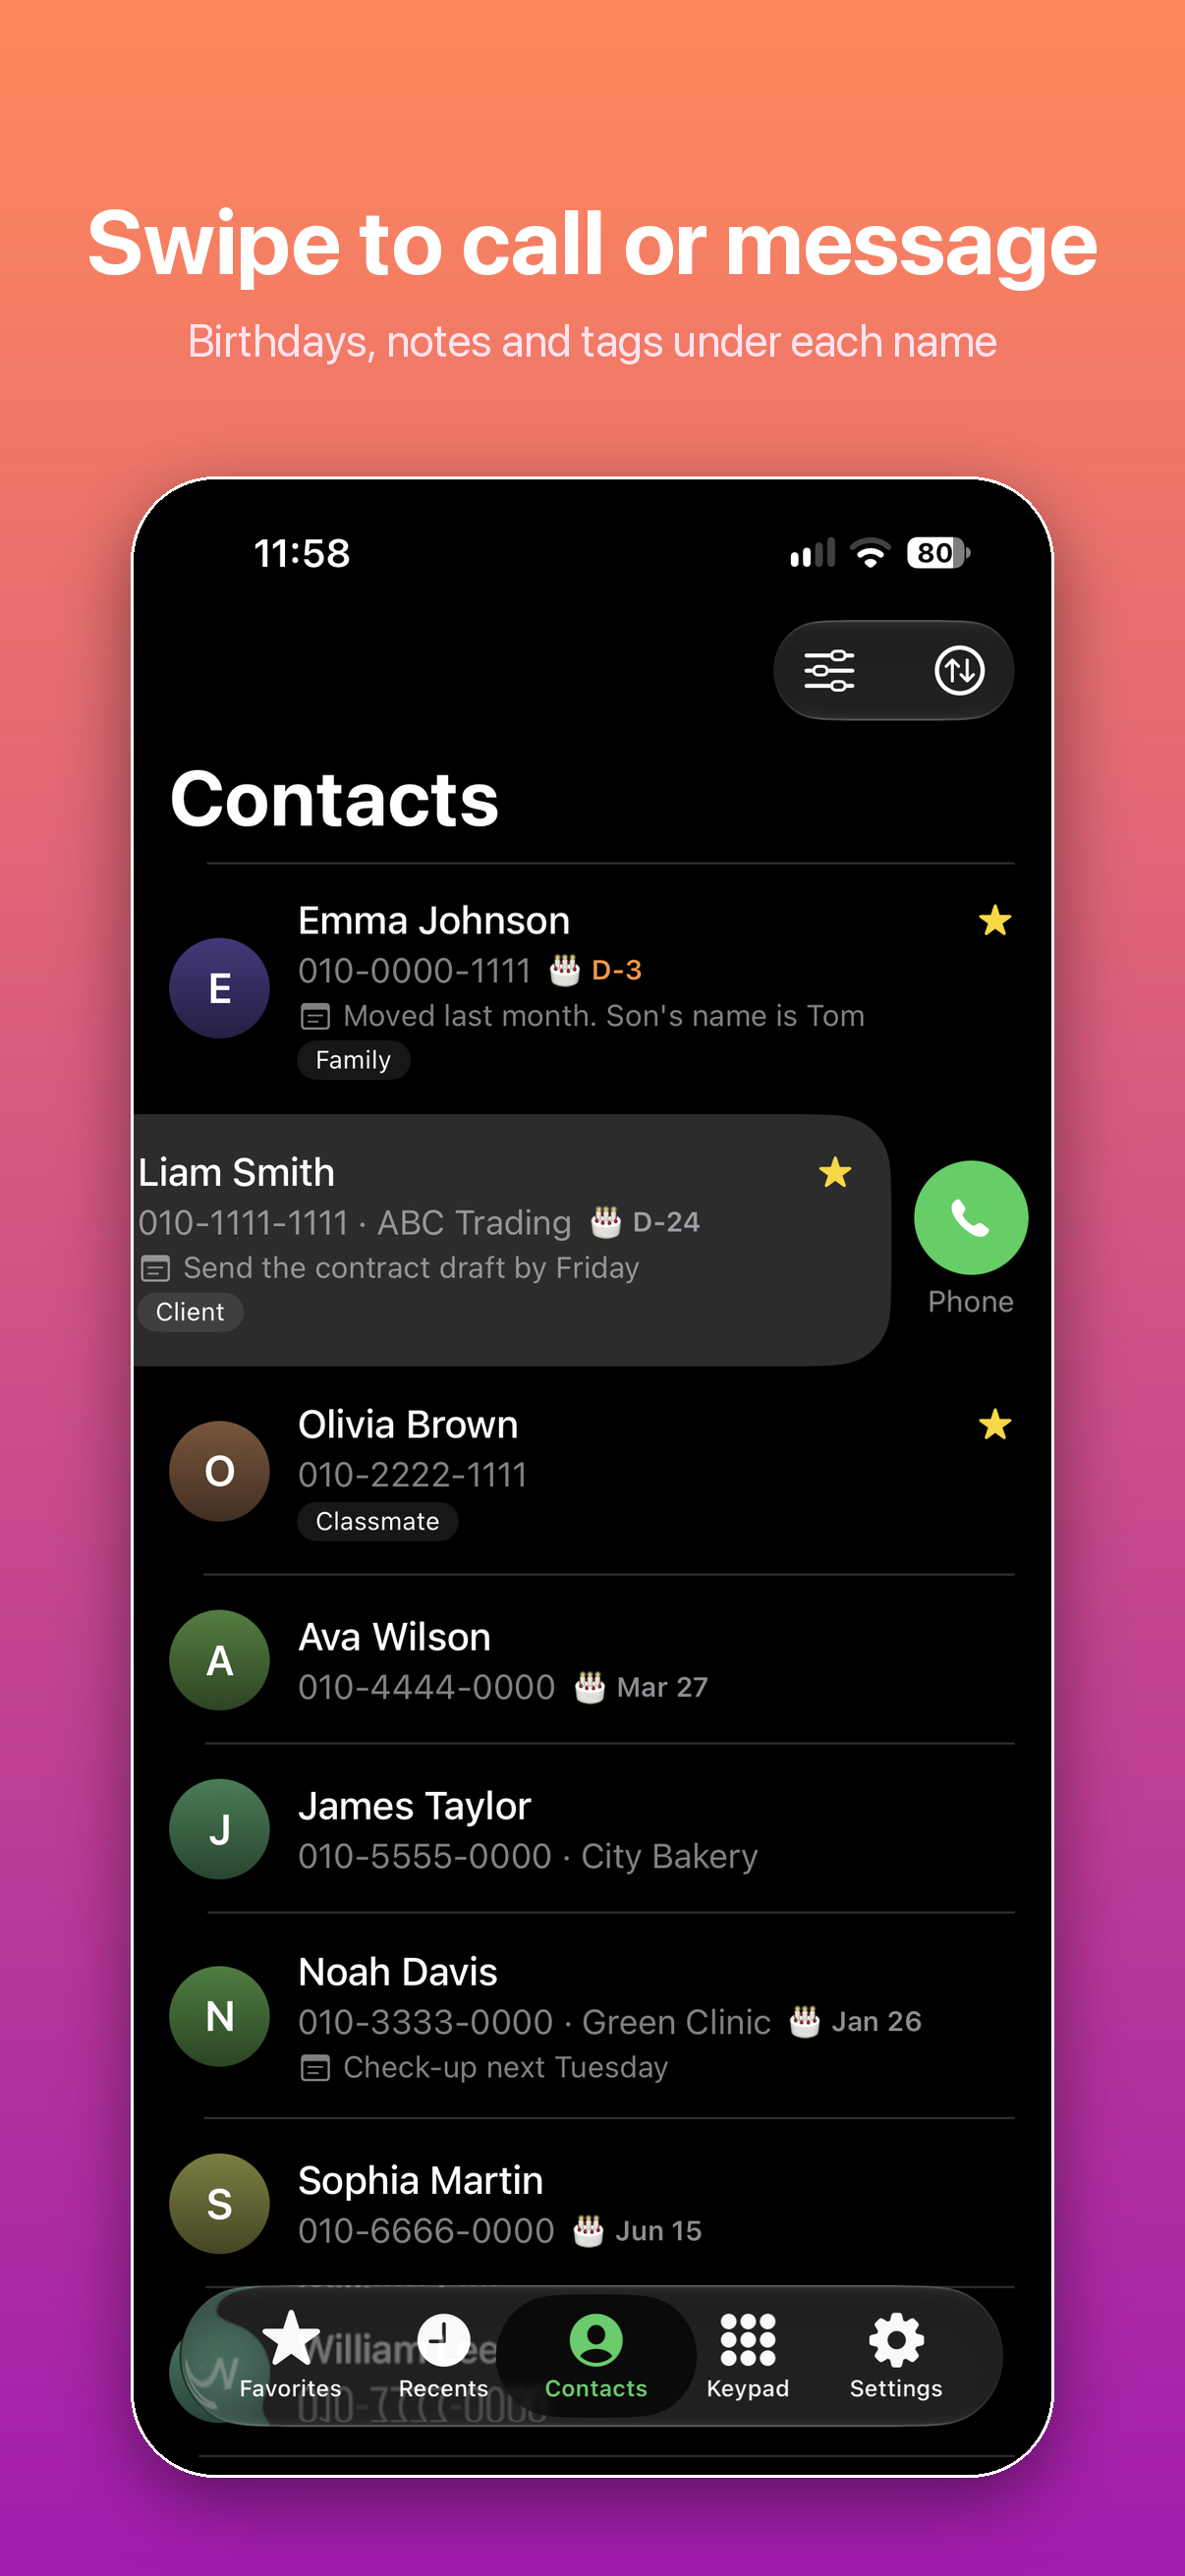 Swipe to call or message
Birthdays, notes and tags under each name
11:58
80
Contacts
E
Emma Johnson
010-0000-1111 D-3
Moved last month. Son's name is Tom
Family
Liam Smith
010-1111-1111 · ABC Trading D-24
Send the contract draft by Friday
Client
Phone
O
Olivia Brown
010-2222-1111
Classmate
A
Ava Wilson
010-4444-0000 Mar 27
J
James Taylor
010-5555-0000 · City Bakery
N
Noah Davis
010-3333-0000 · Green Clinic Jan 26
Check-up next Tuesday
S
Sophia Martin
010-6666-0000 Jun 15
William Lee
Favorites Recents Contacts Keypad Settings